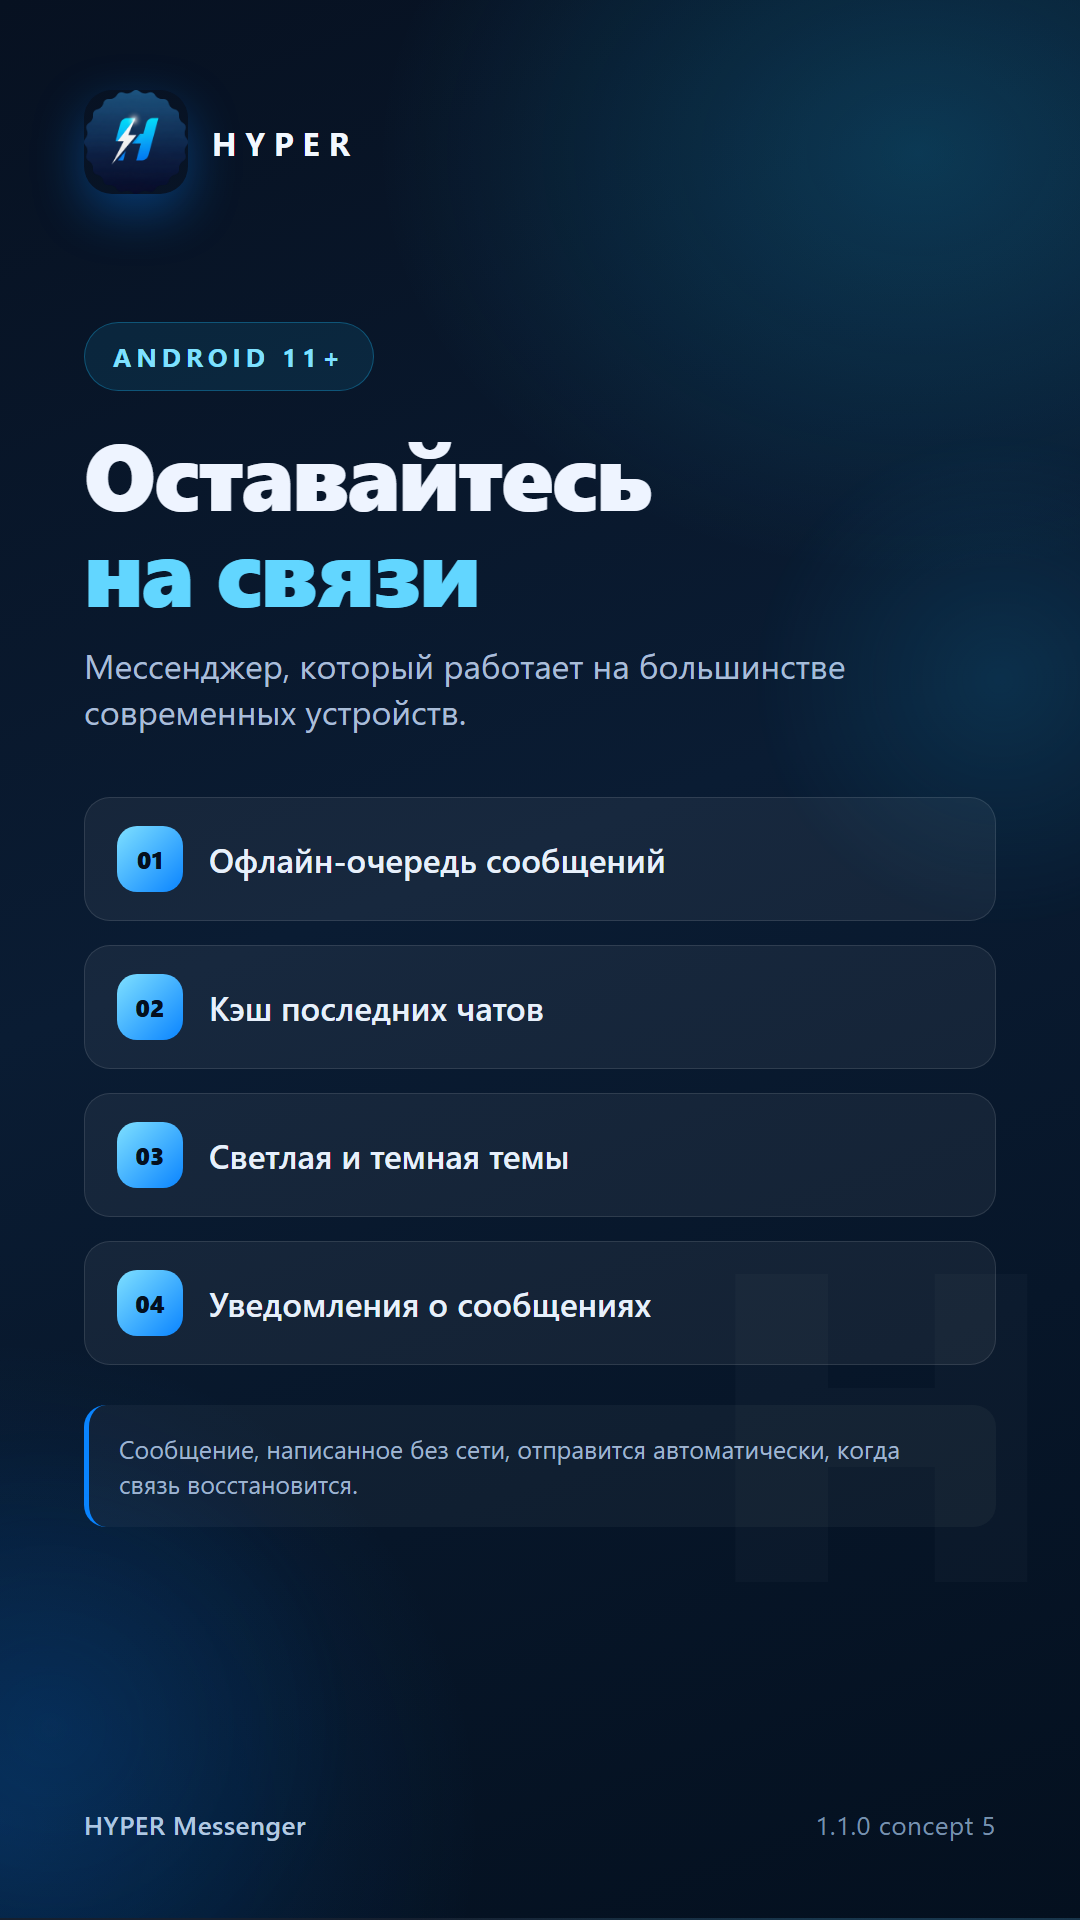 HYPER
ANDROID 11+
Оставайтесь
на связи
Мессенджер, который работает на большинстве
современных устройств.
01 Офлайн-очередь сообщений
02 Кэш последних чатов
03 Светлая и темная темы
04 Уведомления о сообщениях
Сообщение, написанное без сети, отправится автоматически, когда
связь восстановится.
HYPER Messenger 1.1.0 concept 5